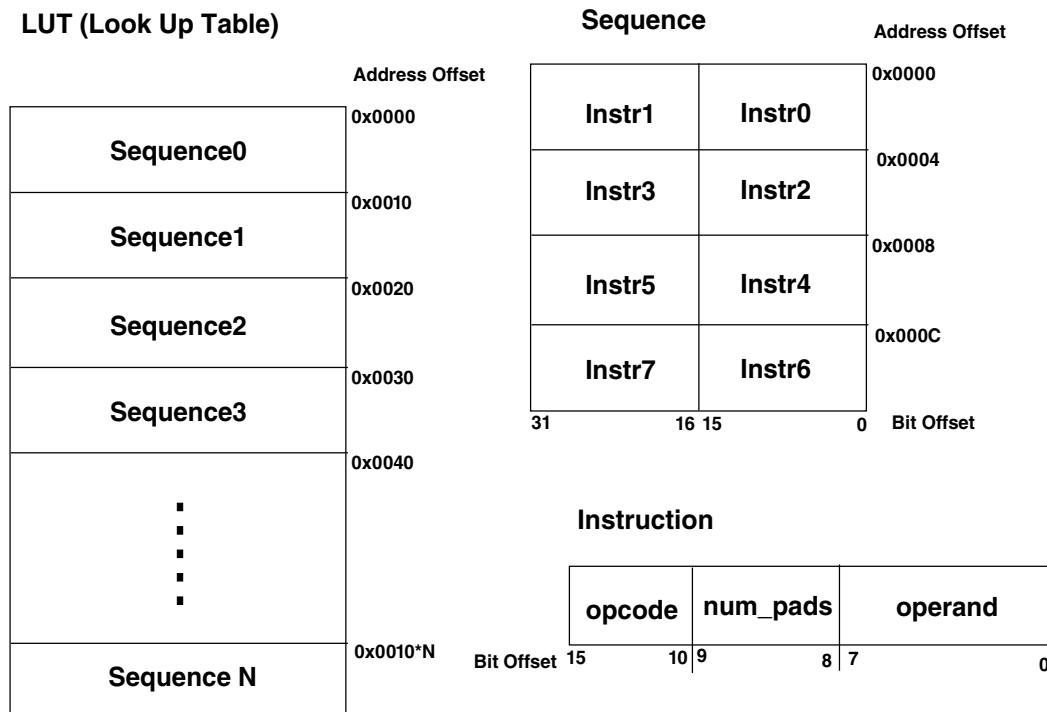 LUT (Look Up Table)
Address Offset
0x0000
Sequence0
0x0010
Sequence1
0x0020
Sequence2
0x0030
Sequence3
0x0040
0x0010*N
Sequence N
Sequence
Address Offset
0x0000
Instr1 Instr0
0x0004
Instr3 Instr2
0x0008
Instr5 Instr4
0x000C
Instr7 Instr6
31 16 15 0 Bit Offset
Instruction
opcode num_pads operand
Bit Offset 15 10 9 8 7 0